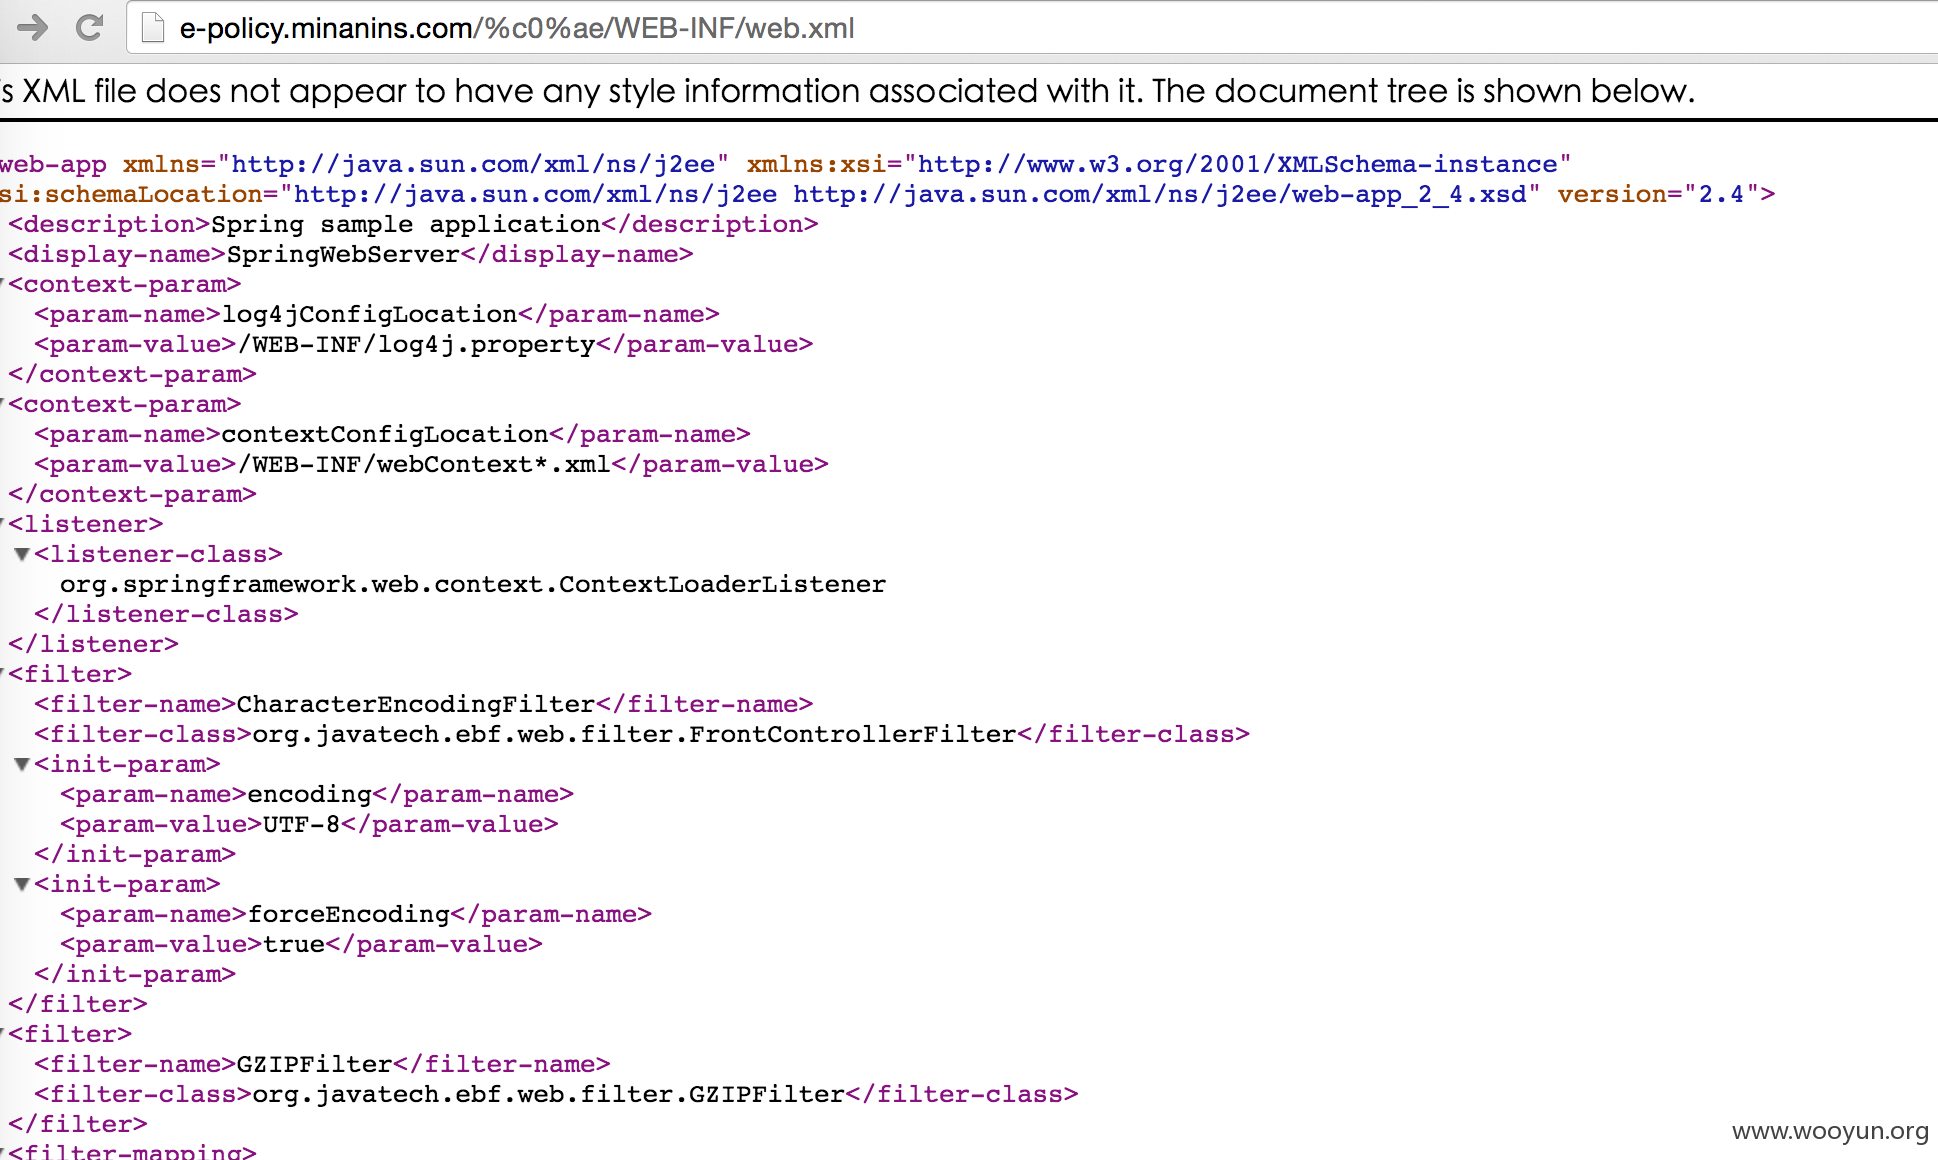 e-policy.minanins.com/%c0%ae/WEB-INF/web.xml
s XML file does not appear to have any style information associated with it. The document tree is shown below.
web-app xmlns="http://java.sun.com/xml/ns/j2ee" xmlns:xsi="http://www.w3.org/2001/XMLSchema-instance"
si:schemaLocation="http://java.sun.com/xml/ns/j2ee http://java.sun.com/xml/ns/j2ee/web-app_2_4.xsd" version="2.4">
<description>Spring sample application</description>
<display-name>SpringWebServer</display-name>
<context-param>
<param-name>log4jConfigLocation</param-name>
<param-value>/WEB-INF/log4j.property</param-value>
</context-param>
<context-param>
<param-name>contextConfigLocation</param-name>
<param-value>/WEB-INF/webContext*.xml</param-value>
</context-param>
<listener>
<listener-class>
org.springframework.web.context.ContextLoaderListener
</listener-class>
</listener>
<filter>
<filter-name>CharacterEncodingFilter</filter-name>
<filter-class>org.javatech.ebf.web.filter.FrontControllerFilter</filter-class>
<init-param>
<param-name>encoding</param-name>
<param-value>UTF-8</param-value>
</init-param>
<init-param>
<param-name>forceEncoding</param-name>
<param-value>true</param-value>
</init-param>
</filter>
<filter>
<filter-name>GZIPFilter</filter-name>
<filter-class>org.javatech.ebf.web.filter.GZIPFilter</filter-class>
</filter>
<filter-mapping>
www.wooyun.org